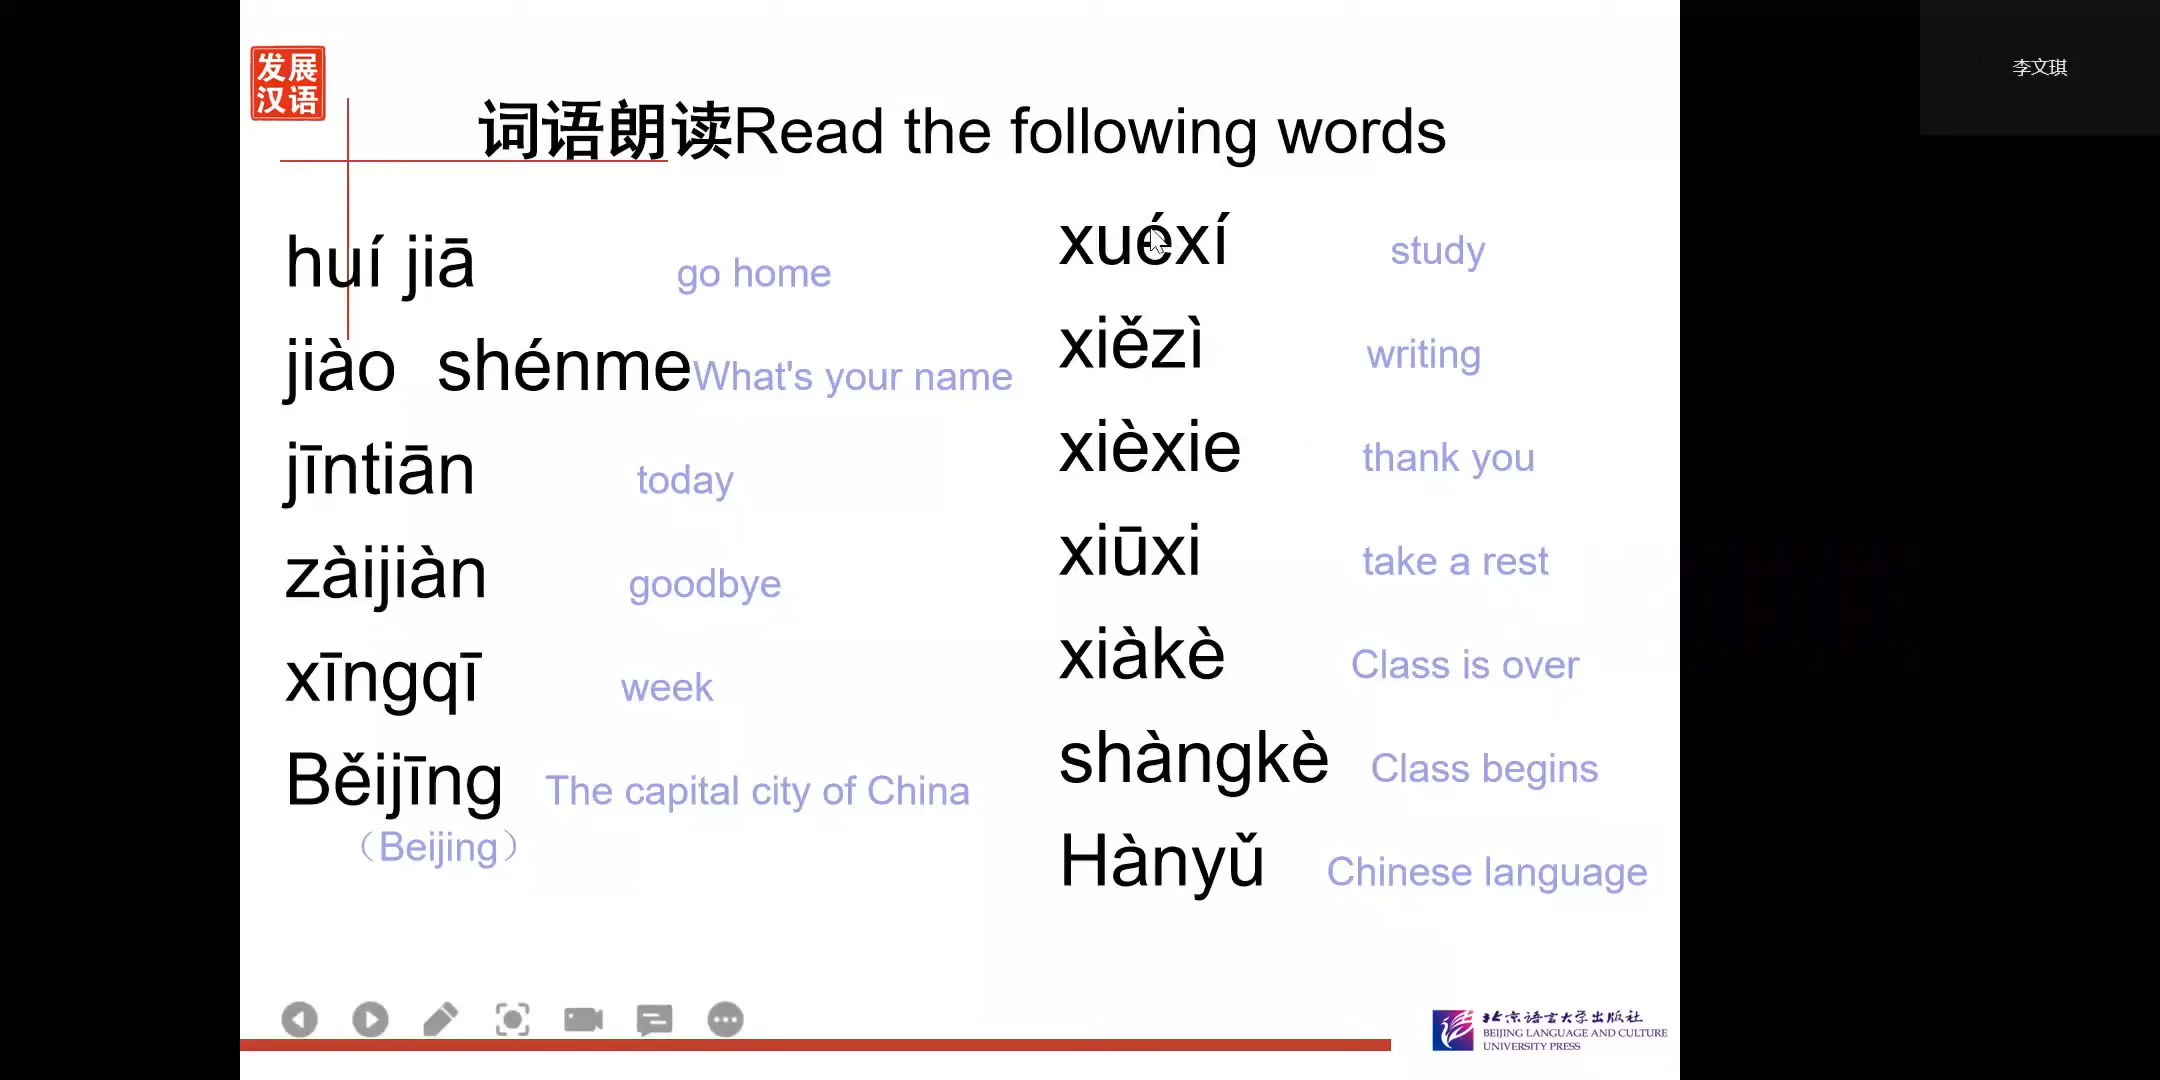 发展
汉语
李文琪
词语朗读Read the following words
huí jiā go home
jiào shénme What's your name
jīntiān today
zàijiàn goodbye
xīngqī week
Běijīng The capital city of China
（Beijing）
xuéxí study
xiězì writing
xièxie thank you
xiūxi take a rest
xiàkè Class is over
shàngkè Class begins
Hànyǔ Chinese language
北京语言大学出版社
BEIJING LANGUAGE AND CULTURE
UNIVERSITY PRESS